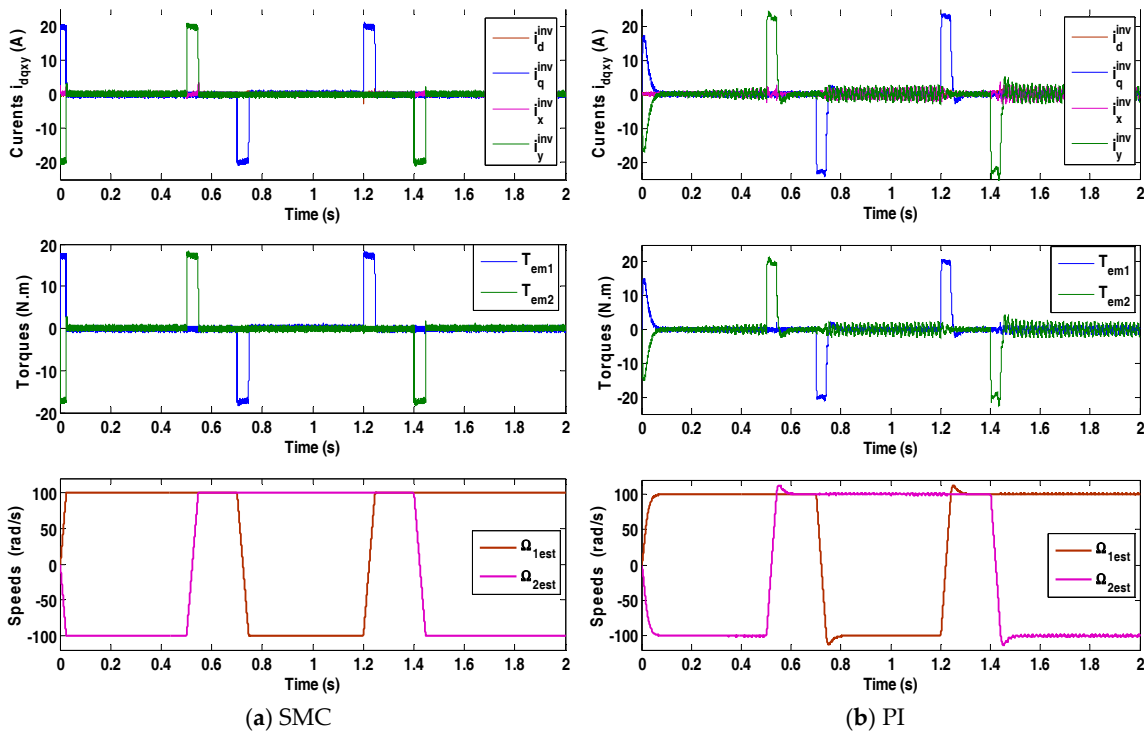 Curents i_dqxy^inv (A)
20
10
0
-10
-20
i_d^inv
i_q^inv
i_x^inv
i_y^inv
0 0.2 0.4 0.6 0.8 1 1.2 1.4 1.6 1.8 2
Time (s)
Curents i_dqxy^inv (A)
20
10
0
-10
-20
i_d^inv
i_q^inv
i_x^inv
i_y^inv
0 0.2 0.4 0.6 0.8 1 1.2 1.4 1.6 1.8 2
Time (s)
Torques (N.m)
20
10
0
-10
-20
T_em1
T_em2
0 0.2 0.4 0.6 0.8 1 1.2 1.4 1.6 1.8 2
Time (s)
Torques (N.m)
20
10
0
-10
-20
T_em1
T_em2
0 0.2 0.4 0.6 0.8 1 1.2 1.4 1.6 1.8 2
Time (s)
Speeds (rad/s)
100
50
0
-50
-100
Ω_1est
Ω_2est
0 0.2 0.4 0.6 0.8 1 1.2 1.4 1.6 1.8 2
Time (s)
Speeds (rad/s)
100
50
0
-50
-100
Ω_1est
Ω_2est
0 0.2 0.4 0.6 0.8 1 1.2 1.4 1.6 1.8 2
Time (s)
(a) SMC
(b) PI